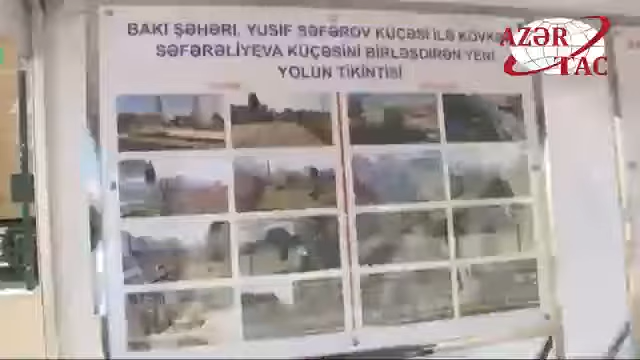 BAKI ŞƏHƏRİ, YUSİF SƏFƏROV KÜÇƏSİ İLƏ
SƏFƏRƏLİYEVA KÜÇƏSİNİ BİRLƏŞDİRƏN YENİ
YOLUN TİKİNTİSİ
AZƏR
TAC